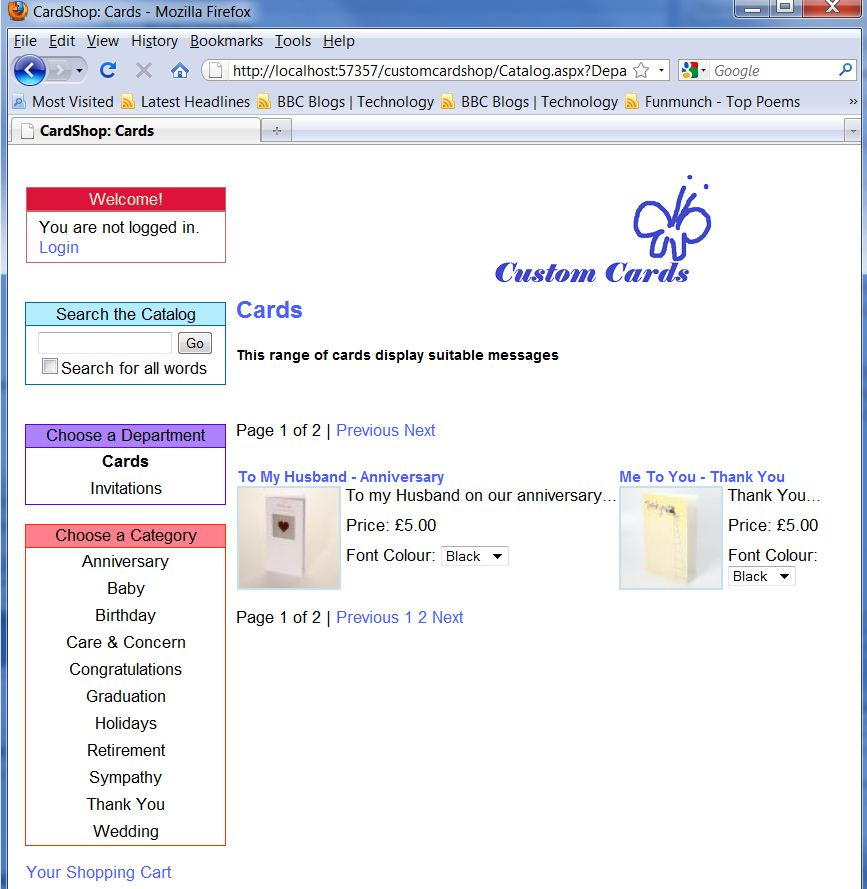 CardShop: Cards - Mozilla Firefox
File Edit View History Bookmarks Tools Help
http://localhost:57357/customcardshop/Catalog.aspx?Depa
Google
Most Visited Latest Headlines BBC Blogs | Technology BBC Blogs | Technology Funmunch - Top Poems »
CardShop: Cards
Welcome!
You are not logged in.
Login
Custom Cards
Search the Catalog
Go
Search for all words
Choose a Department
Cards
Invitations
Choose a Category
Anniversary
Baby
Birthday
Care & Concern
Congratulations
Graduation
Holidays
Retirement
Sympathy
Thank You
Wedding
Your Shopping Cart
Cards
This range of cards display suitable messages
Page 1 of 2 | Previous Next
To My Husband - Anniversary
To my Husband on our anniversary...
Price: £5.00
Font Colour: Black
Me To You - Thank You
Thank You...
Price: £5.00
Font Colour:
Black
Page 1 of 2 | Previous 1 2 Next